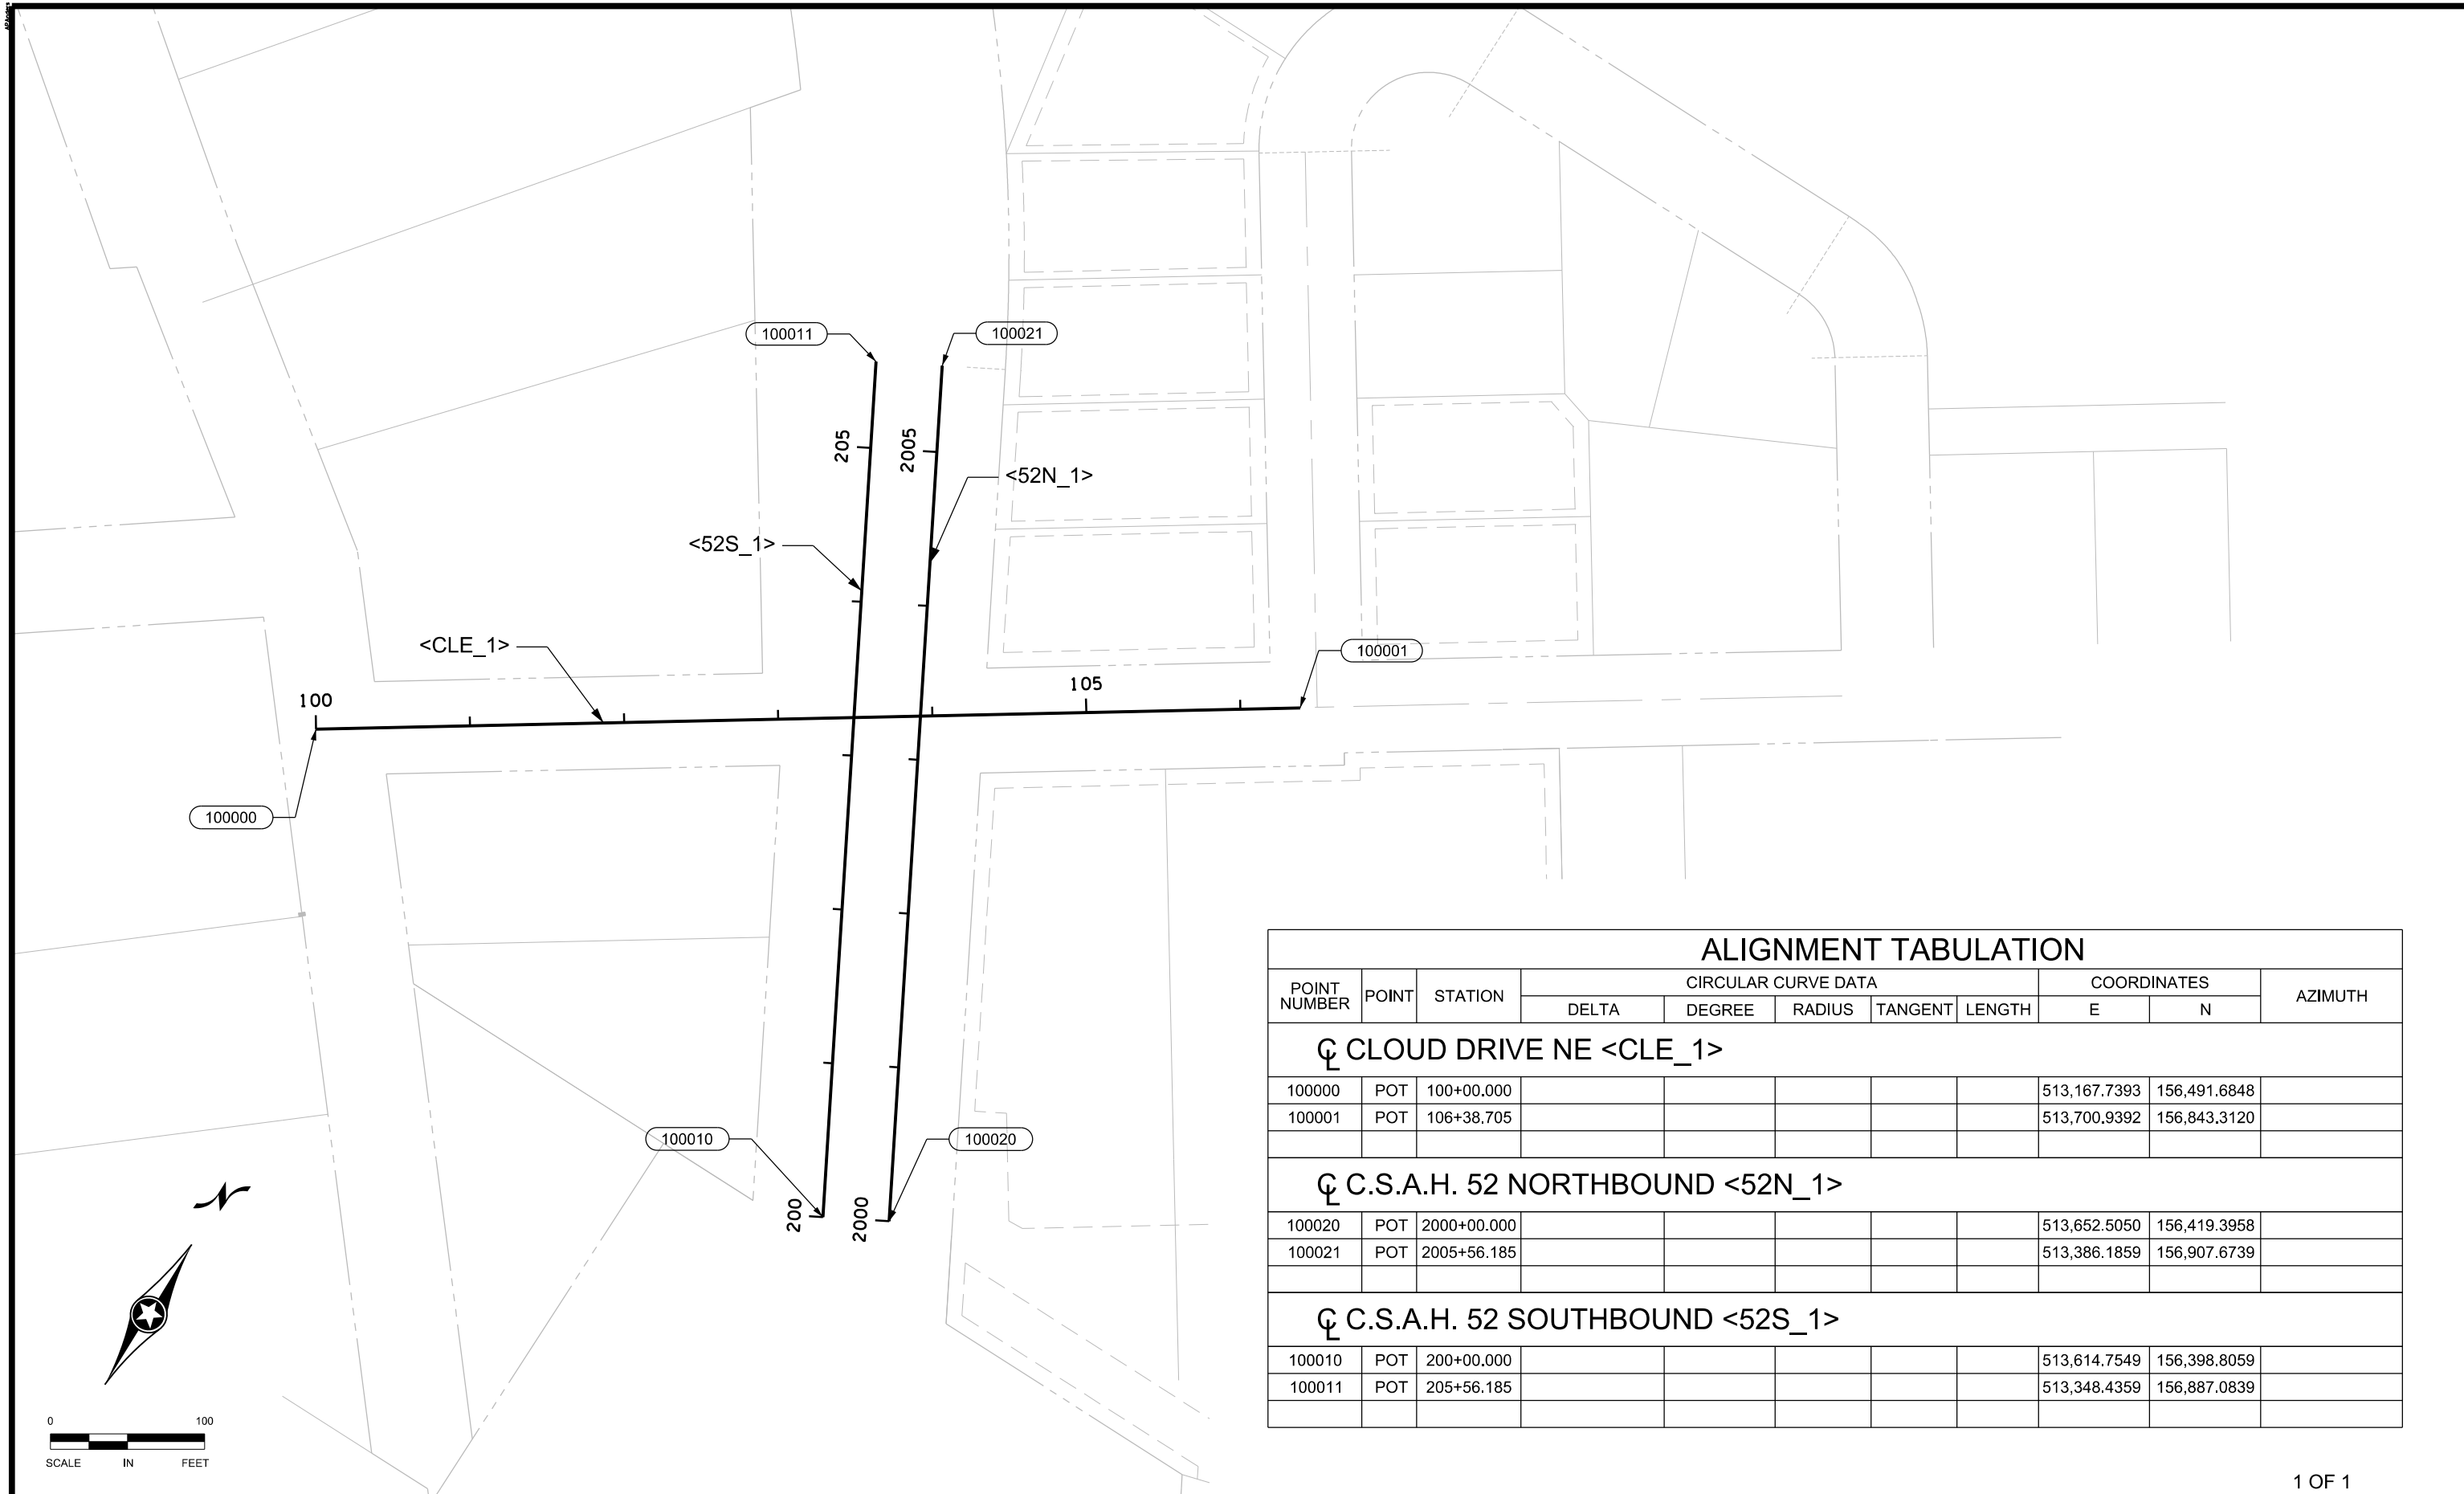 100011
100021
205
2005
<52N_1>
<52S_1>
<CLE_1>
100001
100
105
100000
100010
100020
200
2000
N
0 100
SCALE IN FEET
ALIGNMENT TABULATION
POINT NUMBER POINT STATION CIRCULAR CURVE DATA COORDINATES AZIMUTH
DELTA DEGREE RADIUS TANGENT LENGTH E N
℄ CLOUD DRIVE NE <CLE_1>
100000 POT 100+00.000 513,167.7393 156,491.6848
100001 POT 106+38.705 513,700.9392 156,843.3120
℄ C.S.A.H. 52 NORTHBOUND <52N_1>
100020 POT 2000+00.000 513,652.5050 156,419.3958
100021 POT 2005+56.185 513,386.1859 156,907.6739
℄ C.S.A.H. 52 SOUTHBOUND <52S_1>
100010 POT 200+00.000 513,614.7549 156,398.8059
100011 POT 205+56.185 513,348.4359 156,887.0839
1 OF 1